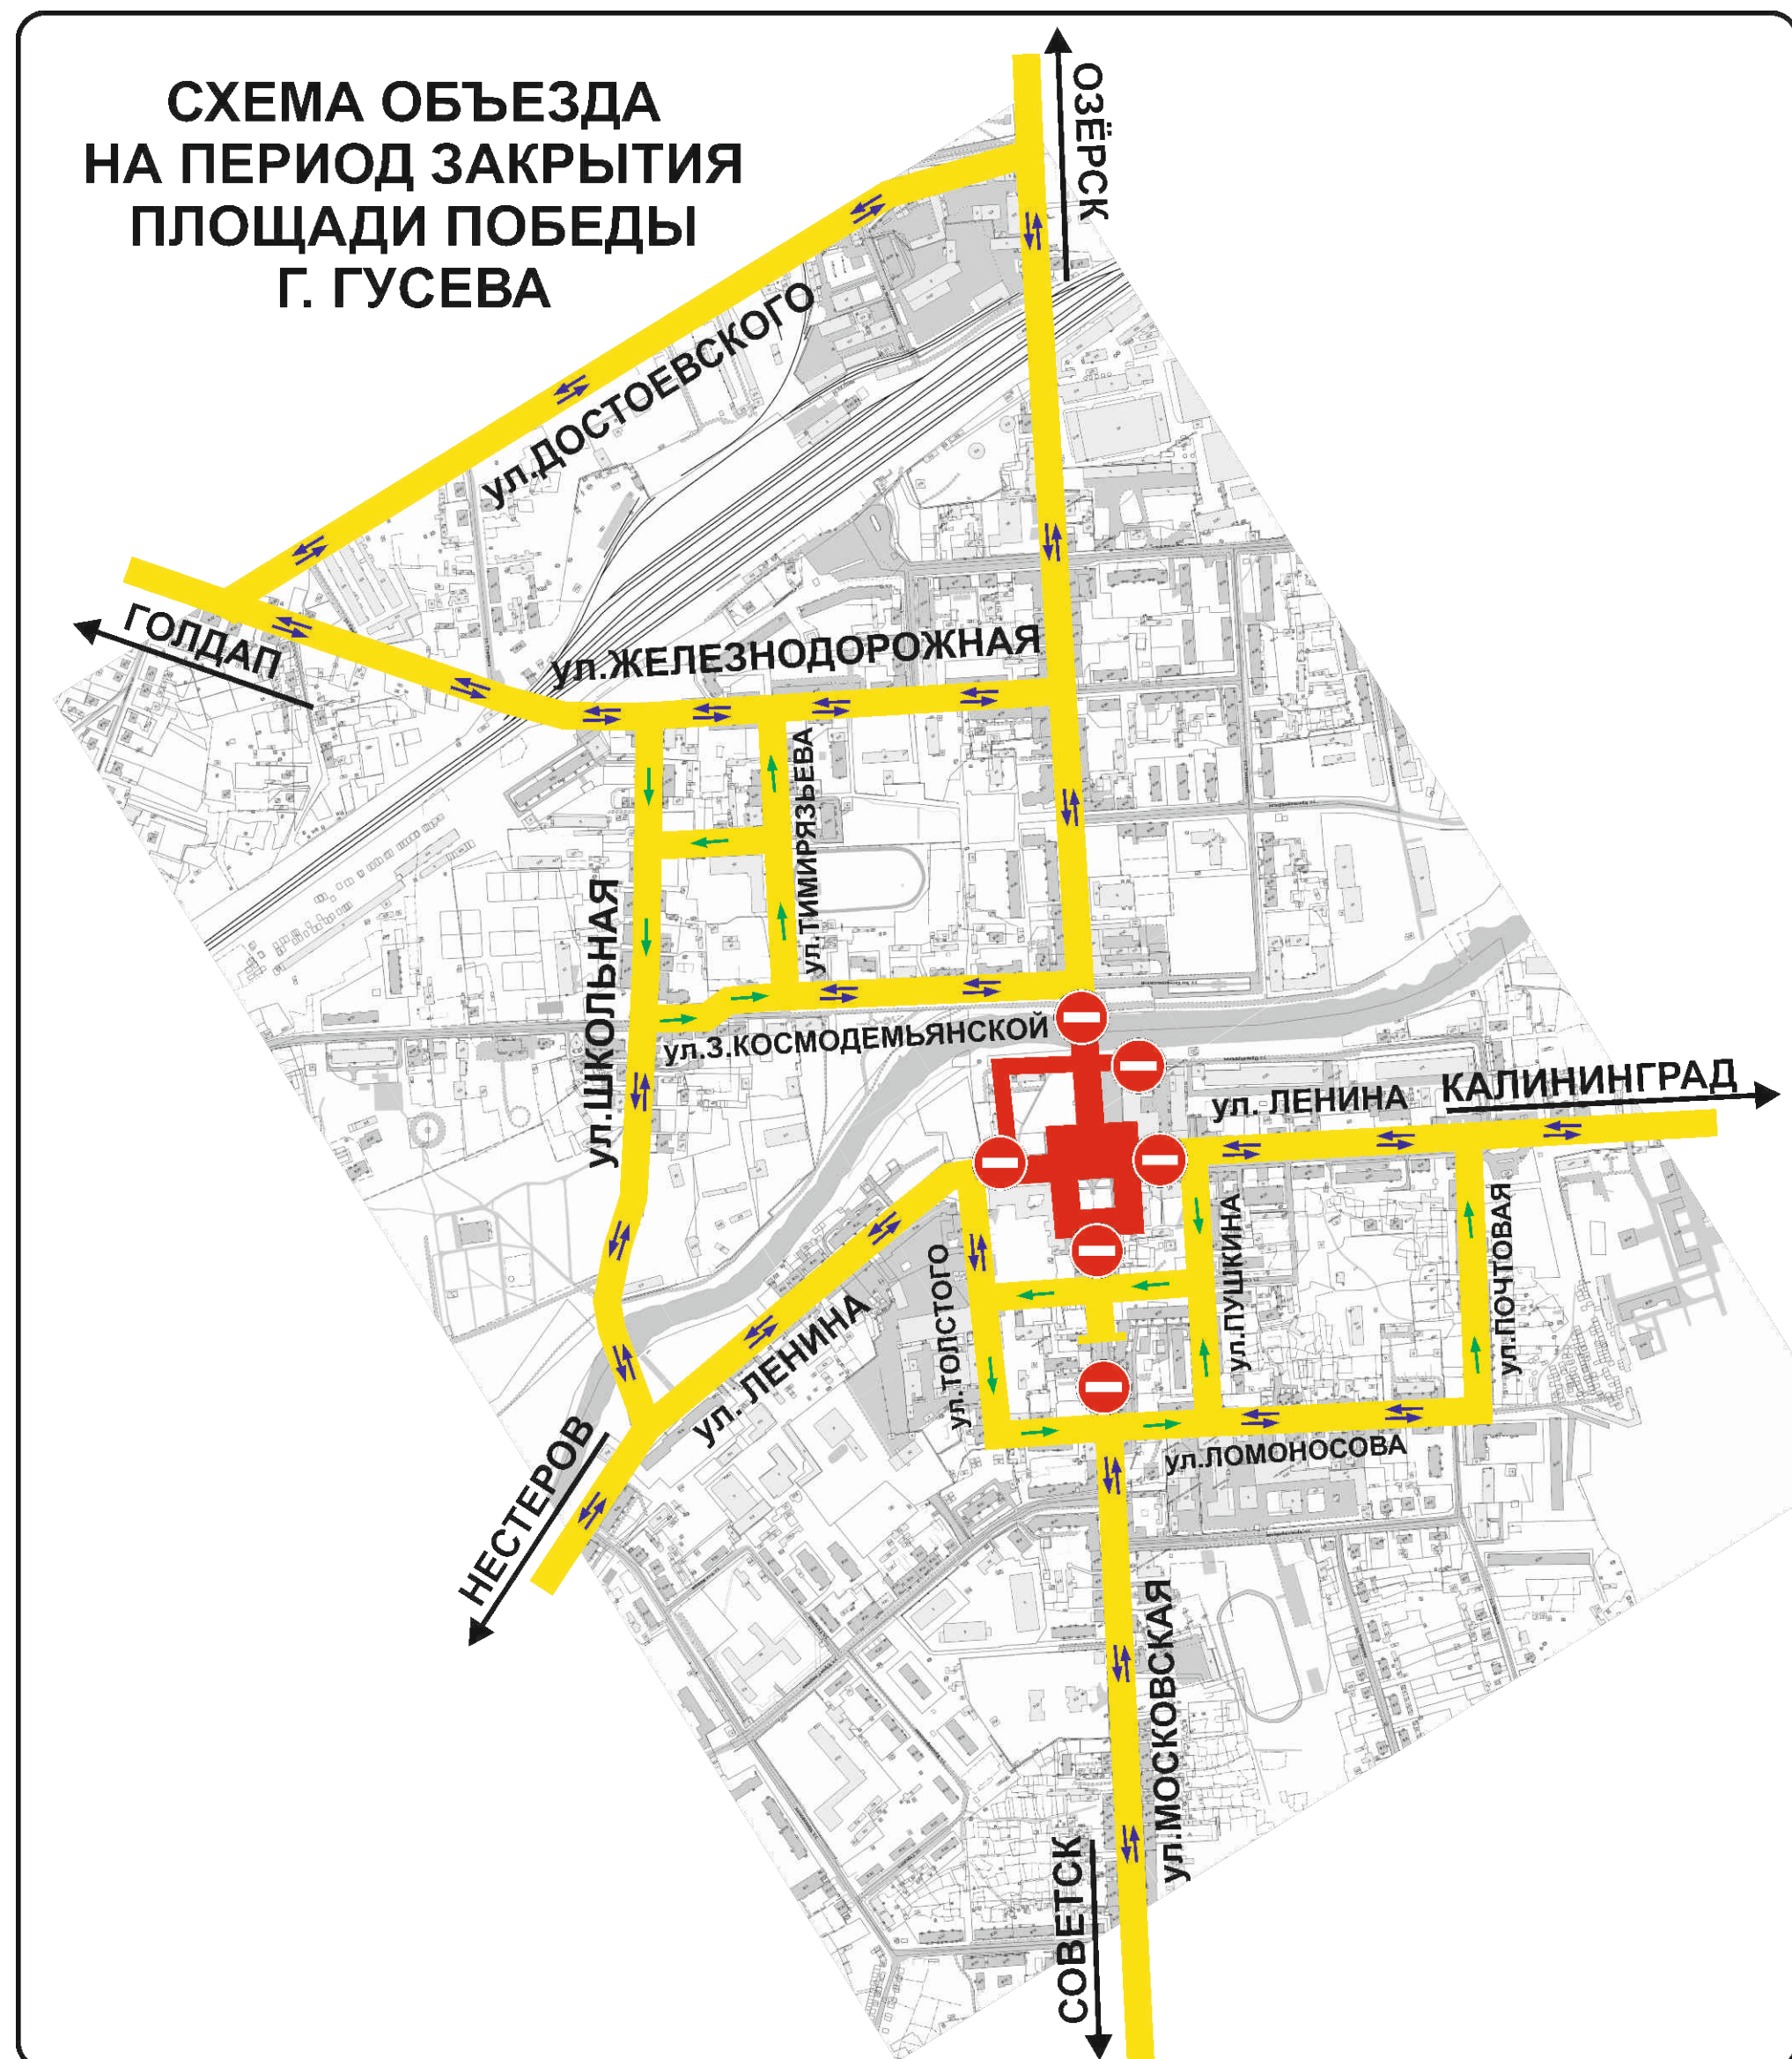 СХЕМА ОБЪЕЗДА
НА ПЕРИОД ЗАКРЫТИЯ
ПЛОЩАДИ ПОБЕДЫ
Г. ГУСЕВА
ОЗЁРСК
ул.ДОСТОЕВСКОГО
ГОЛДАП
ул.ЖЕЛЕЗНОДОРОЖНАЯ
ул.ТИМИРЯЗЬЕВА
ул.ШКОЛЬНАЯ
ул.З.КОСМОДЕМЬЯНСКОЙ
ул. ЛЕНИНА
КАЛИНИНГРАД
ул.ПУШКИНА
ул.ПОЧТОВАЯ
ул.ТОЛСТОГО
ул. ЛЕНИНА
ул.ЛОМОНОСОВА
НЕСТЕРОВ
ул.МОСКОВСКАЯ
СОВЕТСК